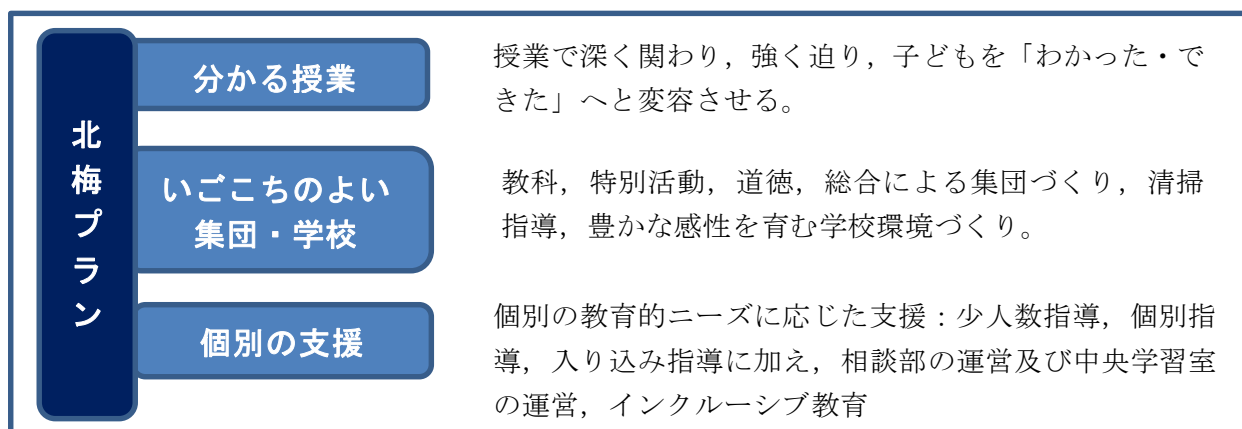 北梅プラン
分かる授業
授業で深く関わり，強く迫り，子どもを「わかった・で
きた」へと変容させる。
いごこちのよい
集団・学校
教科，特別活動，道徳，総合による集団づくり，清掃
指導，豊かな感性を育む学校環境づくり。
個別の支援
個別の教育的ニーズに応じた支援：少人数指導，個別指
導，入り込み指導に加え，相談部の運営及び中央学習室
の運営，インクルーシブ教育